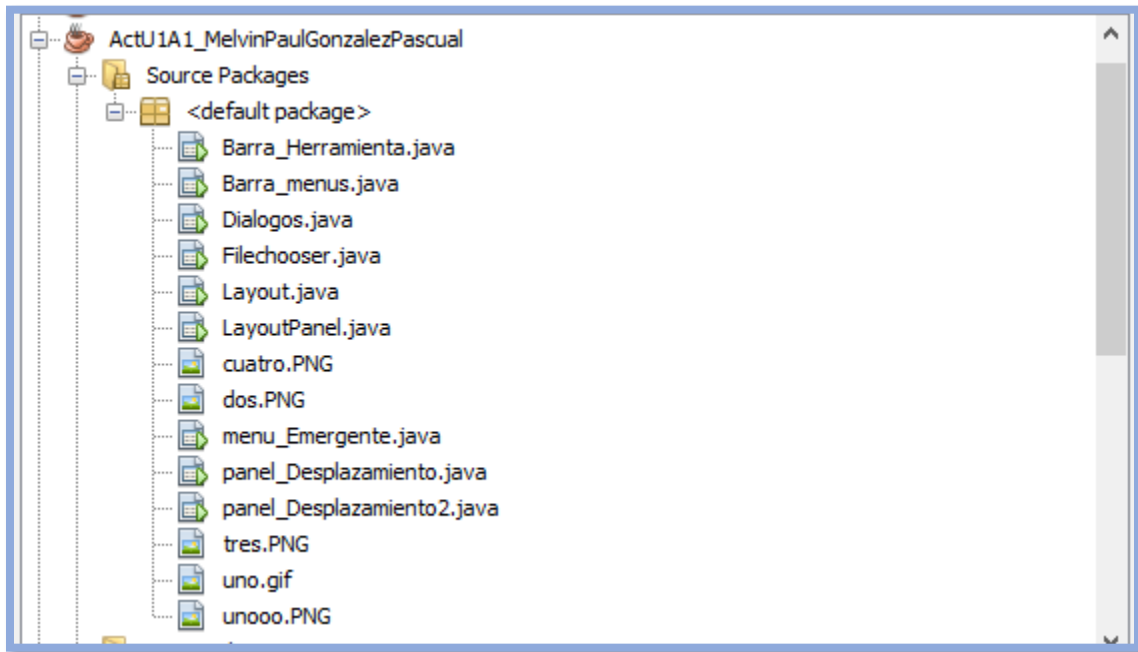 ActU1A1_MelvinPaulGonzalezPascual
Source Packages
<default package>
Barra_Herramienta.java
Barra_menus.java
Dialogos.java
Filechooser.java
Layout.java
LayoutPanel.java
cuatro.PNG
dos.PNG
menu_Emergente.java
panel_Desplazamiento.java
panel_Desplazamiento2.java
tres.PNG
uno.gif
unooo.PNG